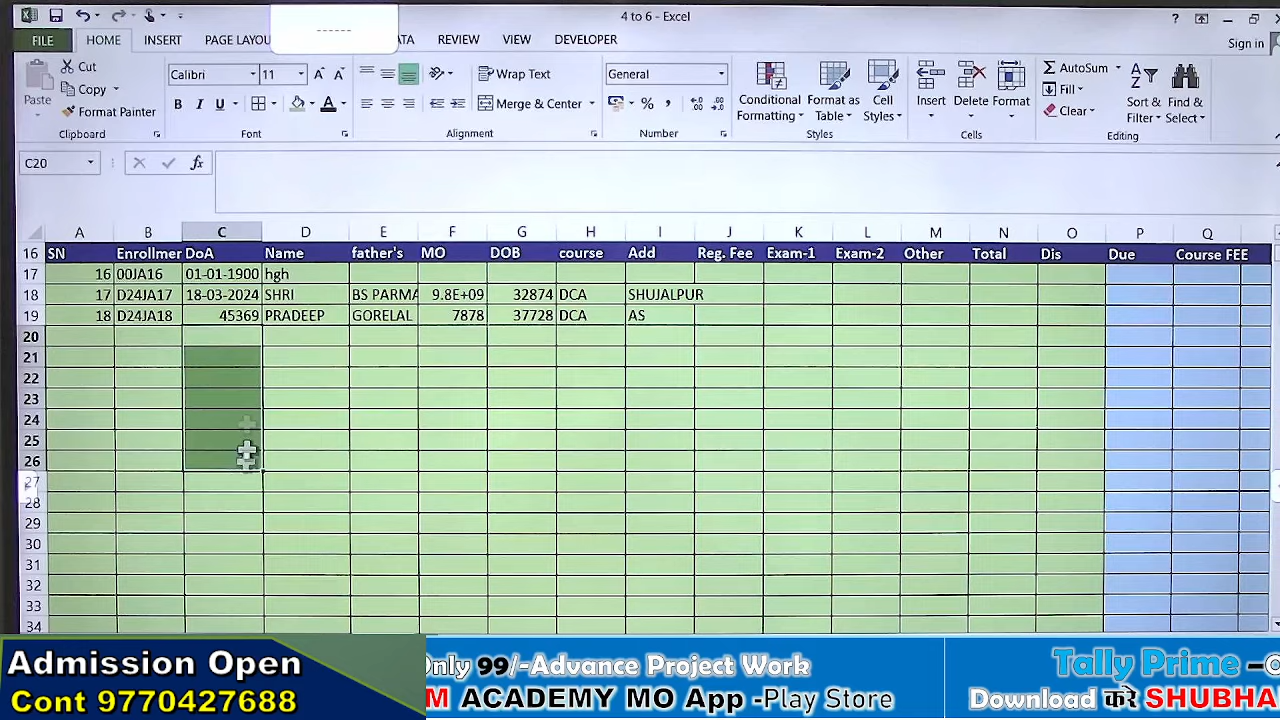 4 to 6 - Excel
?
FILE HOME INSERT PAGE LAYOU ATA REVIEW VIEW DEVELOPER Sign in
------
Paste Cut Copy Format Painter
Calibri 11 A A Wrap Text General
B I U A Merge & Center % ,
Conditional Formatting Format as Table Cell Styles Insert Delete Format AutoSum Fill Clear Sort & Filter Find & Select
Clipboard Font Alignment Number Styles Cells Editing
C20 fx
A B C D E F G H I J K L M N O P Q
16 SN Enrollmer DoA Name father's MO DOB course Add Reg. Fee Exam-1 Exam-2 Other Total Dis Due Course FEE
17 16 00JA16 01-01-1900 hgh
18 17 D24JA17 18-03-2024 SHRI BS PARMA 9.8E+09 32874 DCA SHUJALPUR
19 18 D24JA18 45369 PRADEEP GORELAL 7878 37728 DCA AS
20
21
22
23
24
25
26
27
28
29
30
31
32
33
34
Admission Open
Cont 9770427688
Only 99/-Advance Project Work
M ACADEMY MO App -Play Store
Tally Prime –
Download करे SHUBHA